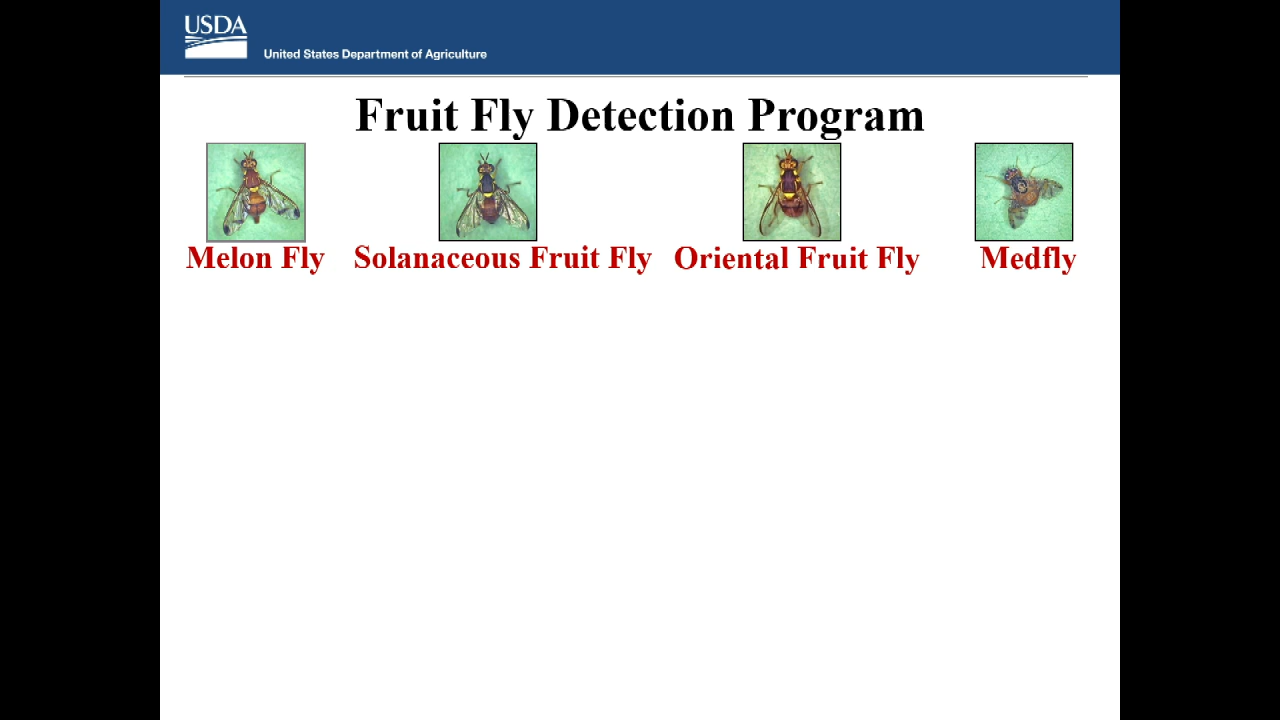 USDA
United States Department of Agriculture
Fruit Fly Detection Program
Melon Fly Solanaceous Fruit Fly Oriental Fruit Fly Medfly